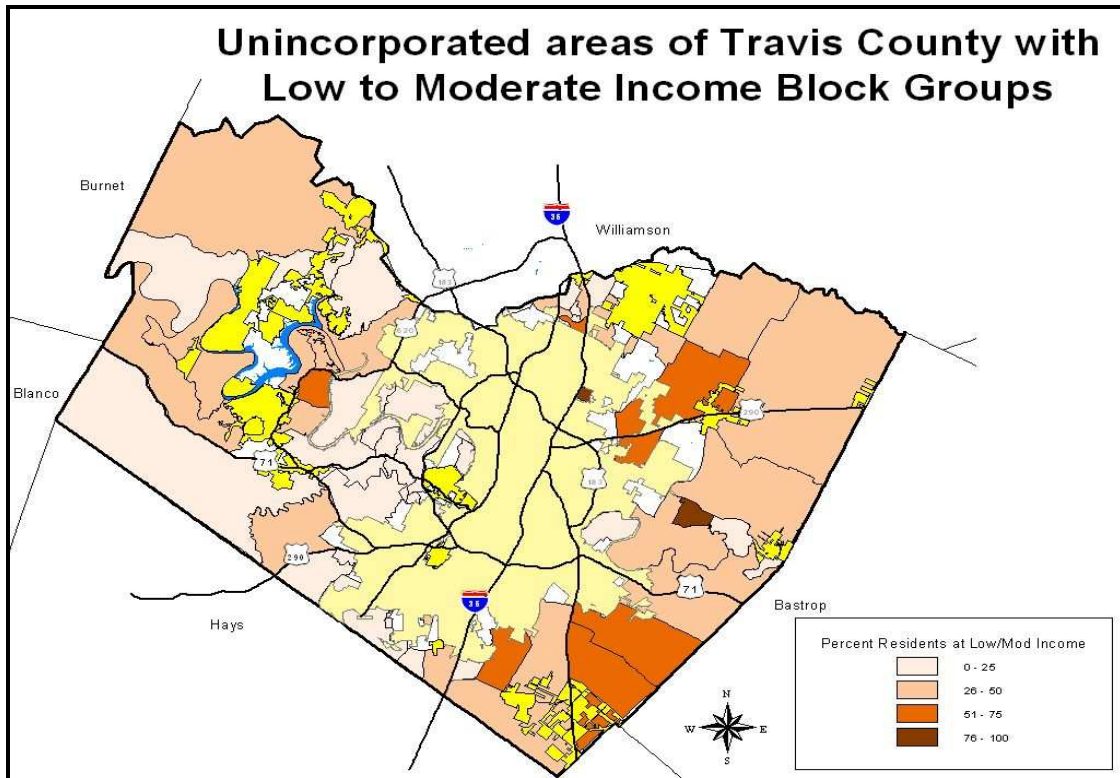 Unincorporated areas of Travis County with
Low to Moderate Income Block Groups
Burnet
36
Williamson
183
620
Blanco
290
71
183
290
71
36
Bastrop
Hays
Percent Residents at Low/Mod Income
0 - 25
26 - 50
51 - 75
76 - 100
N
W
E
S